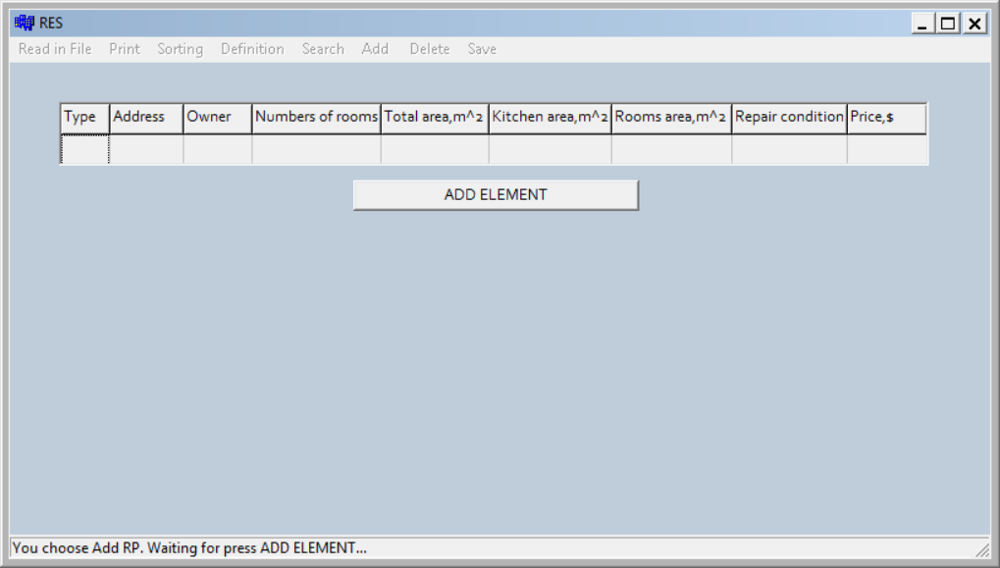 RES
Read in File Print Sorting Definition Search Add Delete Save
Type Address Owner Numbers of rooms Total area,m^2 Kitchen area,m^2 Rooms area,m^2 Repair condition Price,$
ADD ELEMENT
You choose Add RP. Waiting for press ADD ELEMENT...